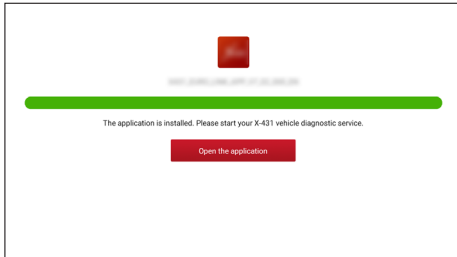 The application is installed. Please start your X-431 vehicle diagnostic service.
Open the application